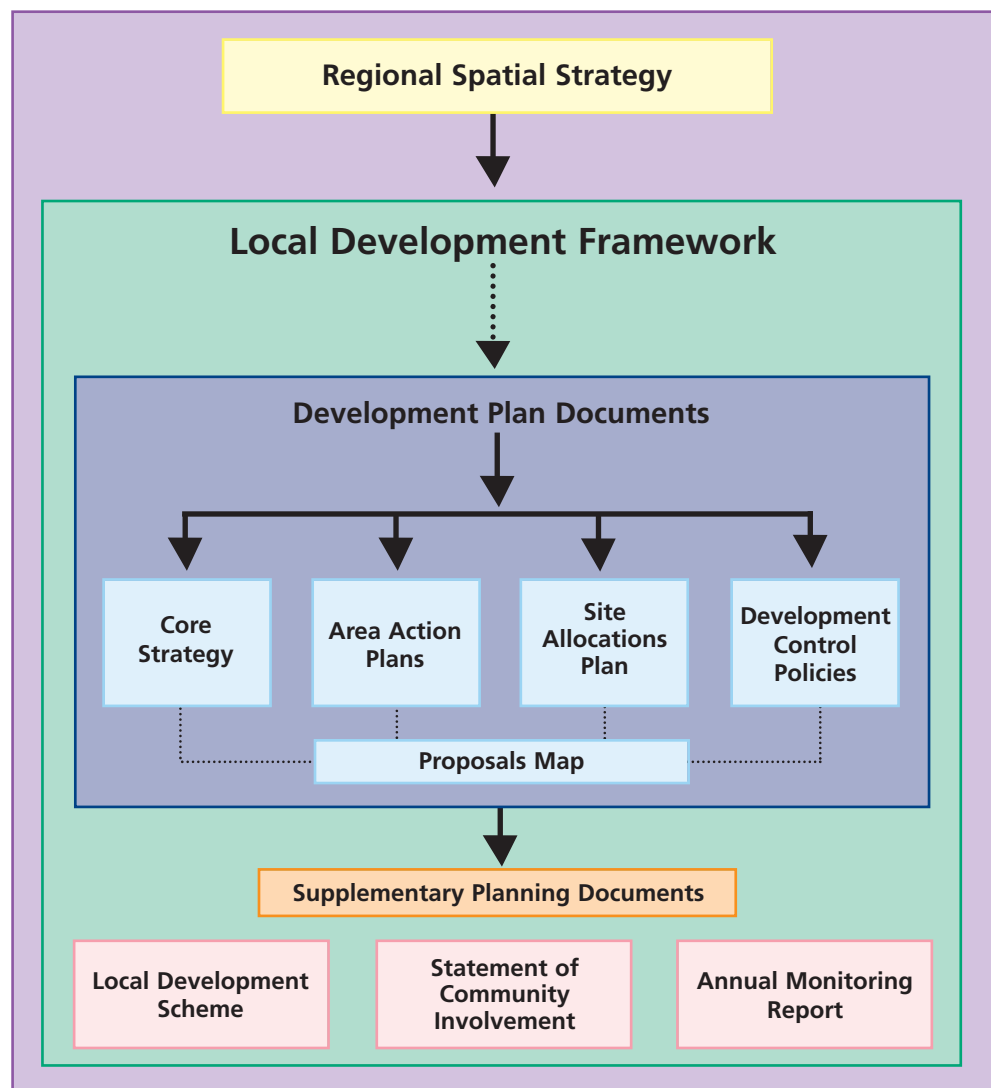 Regional Spatial Strategy
Local Development Framework
Development Plan Documents
Core
Strategy
Area Action
Plans
Site
Allocations
Plan
Development
Control
Policies
Proposals Map
Supplementary Planning Documents
Local Development
Scheme
Statement of
Community
Involvement
Annual Monitoring
Report